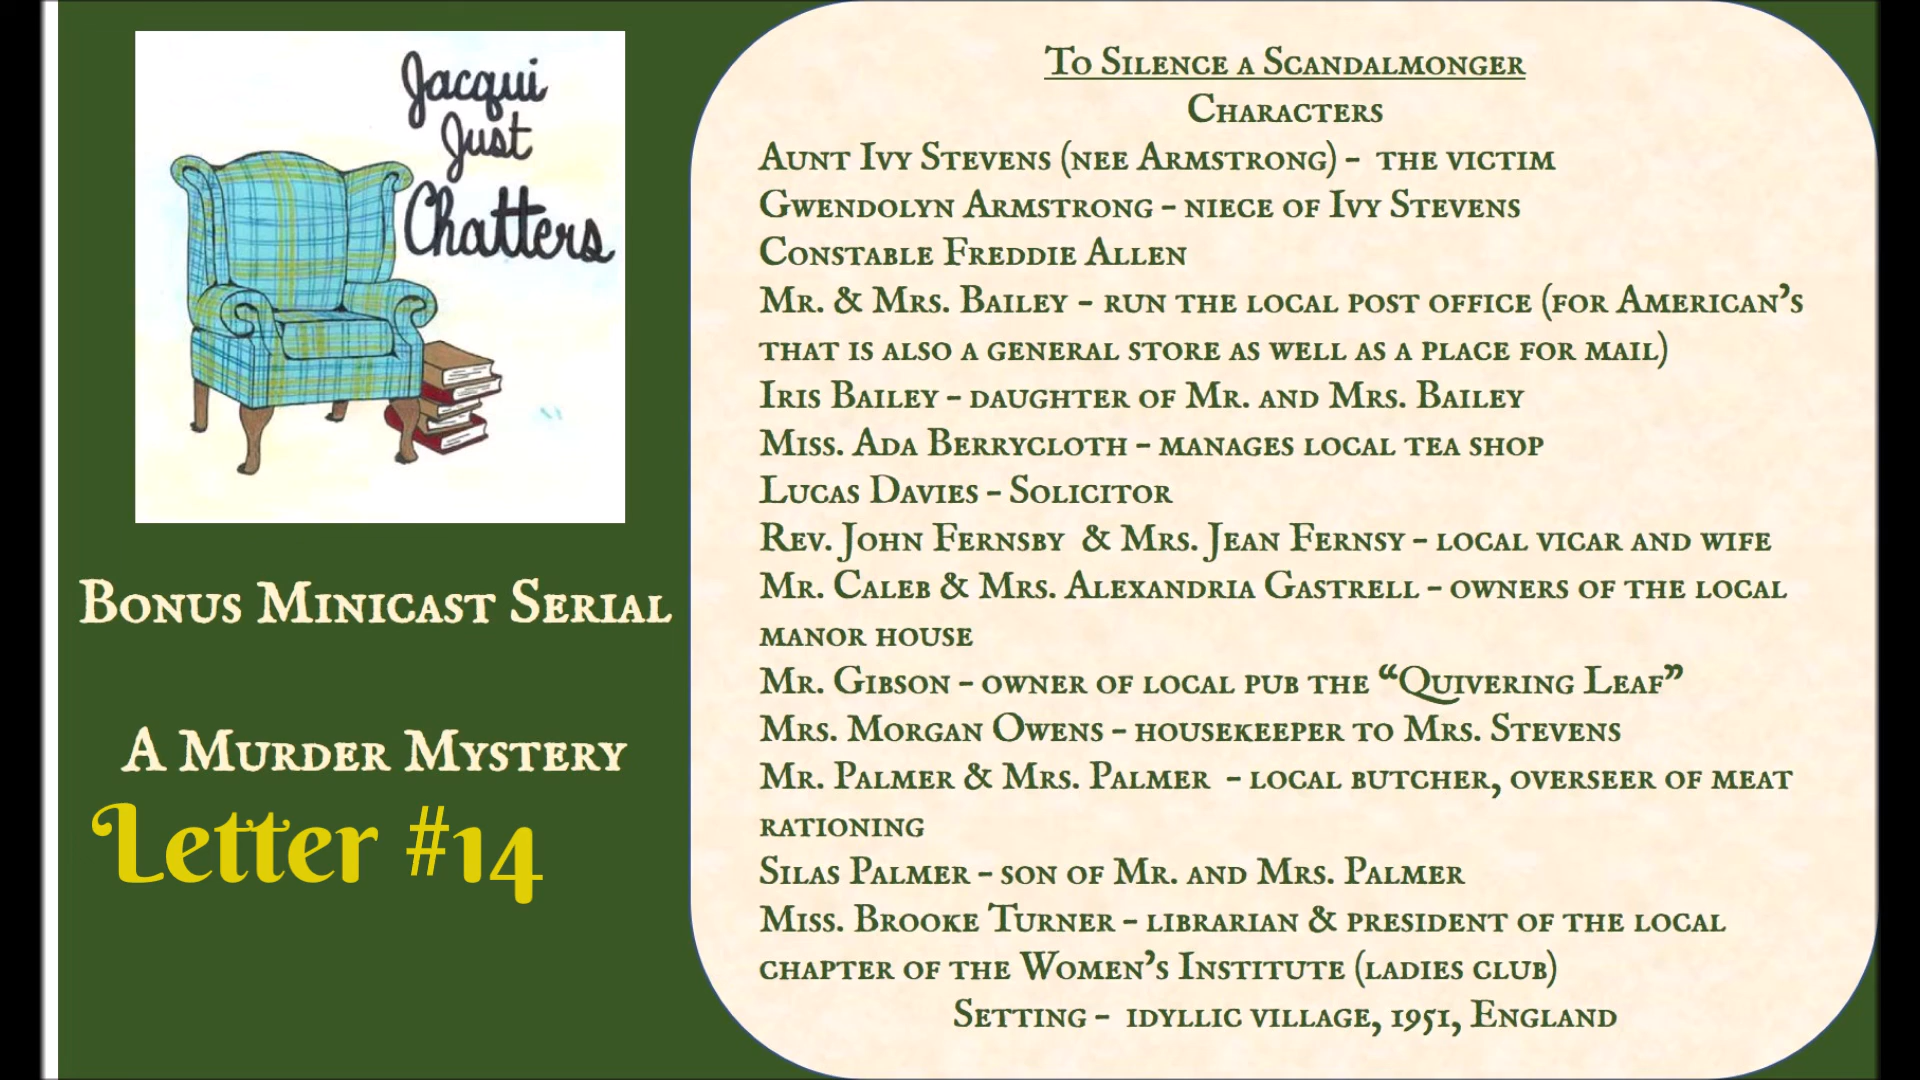 Jacqui
Just
Chatters
Bonus Minicast Serial
A Murder Mystery
Letter #14
To Silence a Scandalmonger
Characters
Aunt Ivy Stevens (nee Armstrong) - the victim
Gwendolyn Armstrong - niece of Ivy Stevens
Constable Freddie Allen
Mr. & Mrs. Bailey - run the local post office (for American's
that is also a general store as well as a place for mail)
Iris Bailey - daughter of Mr. and Mrs. Bailey
Miss. Ada Berrycloth - manages local tea shop
Lucas Davies - Solicitor
Rev. John Fernsby & Mrs. Jean Fernsy - local vicar and wife
Mr. Caleb & Mrs. Alexandria Gastrell - owners of the local
manor house
Mr. Gibson - owner of local pub the “Quivering Leaf”
Mrs. Morgan Owens - housekeeper to Mrs. Stevens
Mr. Palmer & Mrs. Palmer - local butcher, overseer of meat
rationing
Silas Palmer - son of Mr. and Mrs. Palmer
Miss. Brooke Turner - librarian & president of the local
chapter of the Women's Institute (ladies club)
Setting - idyllic village, 1951, England